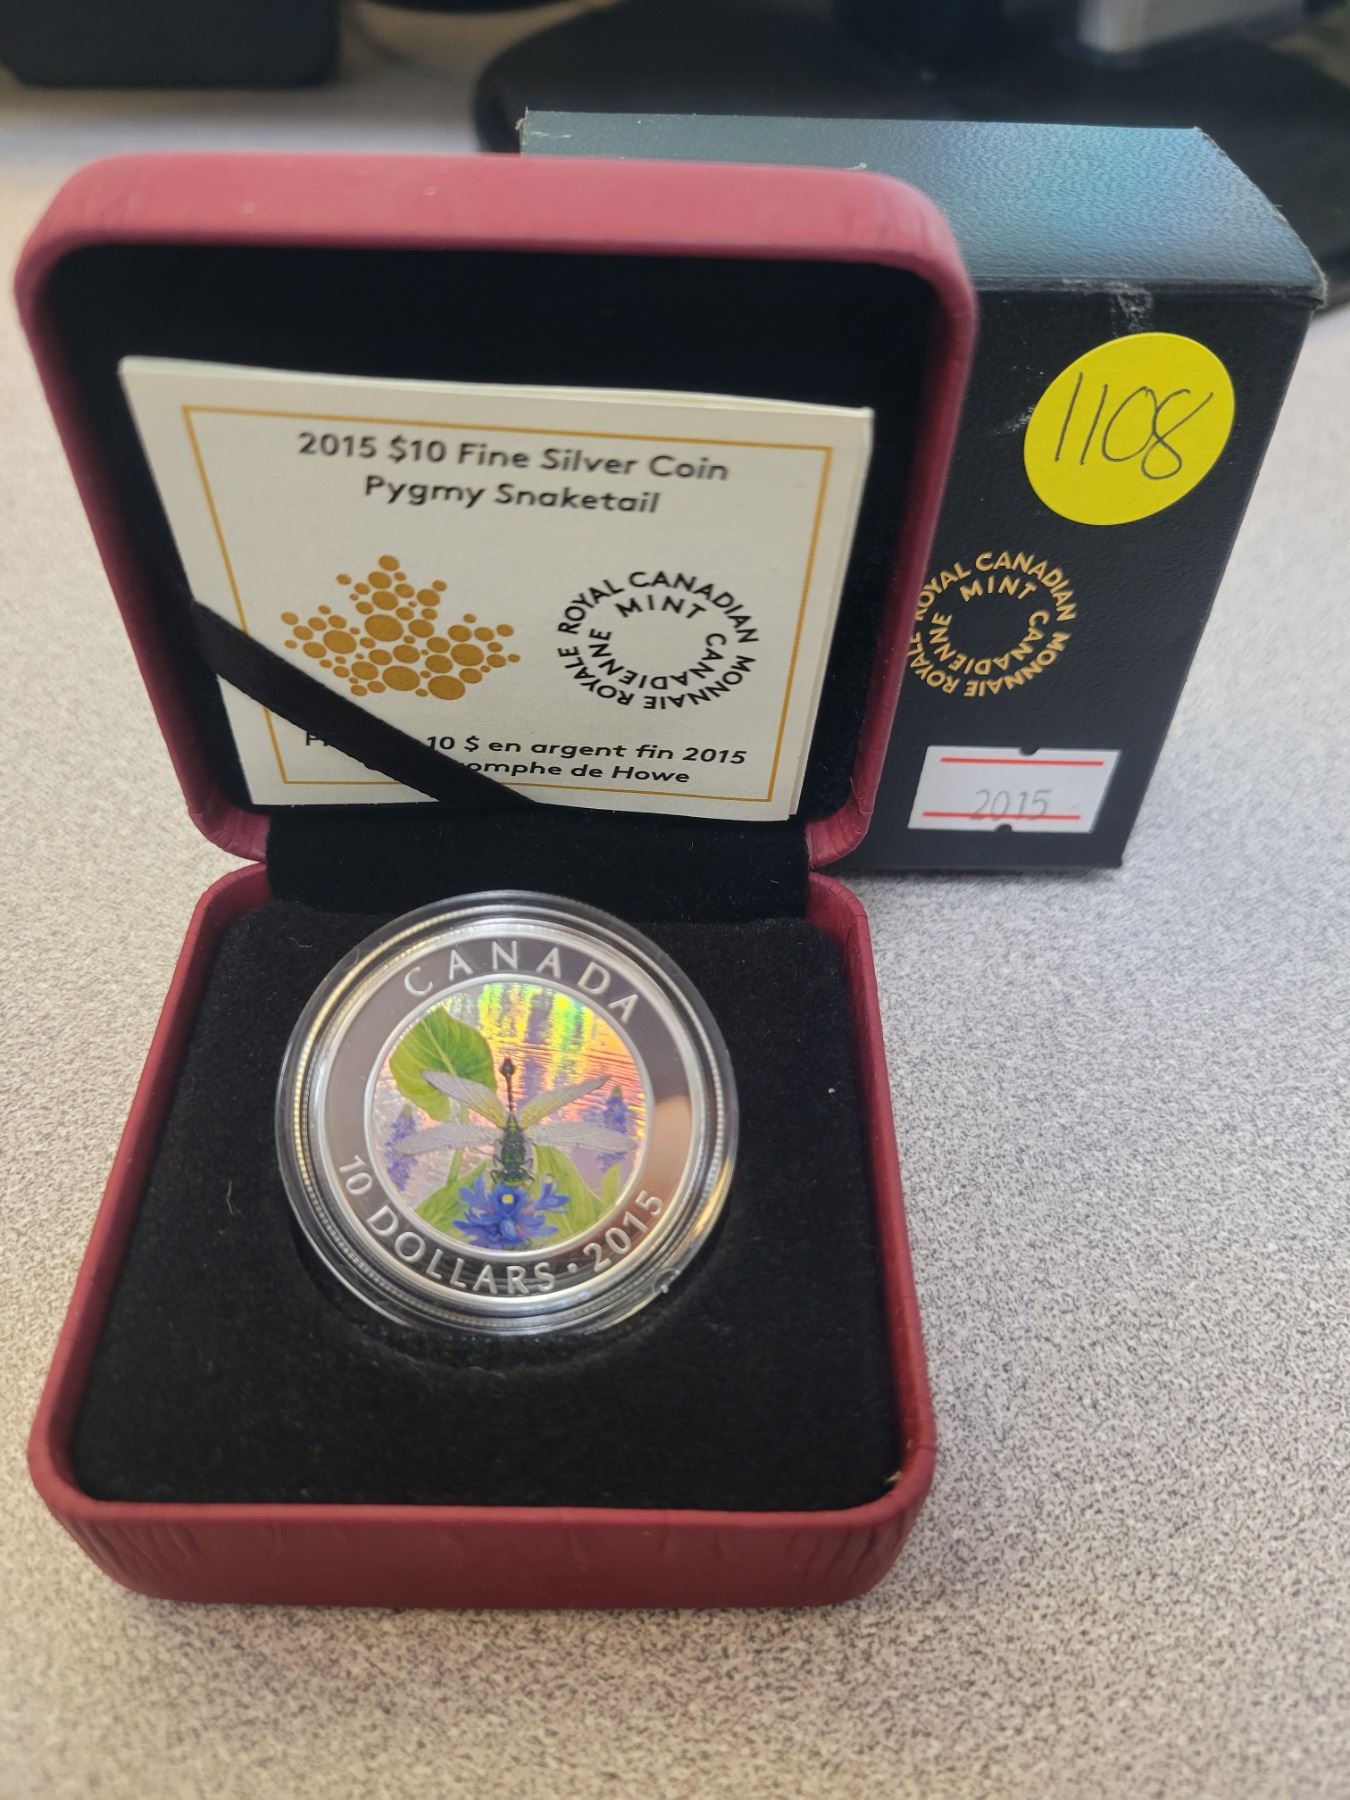 2015 $10 Fine Silver Coin
Pygmy Snaketail
ROYAL CANADIAN MINT
MONNAIE ROYALE CANADIENNE
10 $ en argent fin 2015
de Howe
1108
ROYAL CANADIAN MINT
MONNAIE ROYALE CANADIENNE
2015
CANADA
10 DOLLARS • 2015